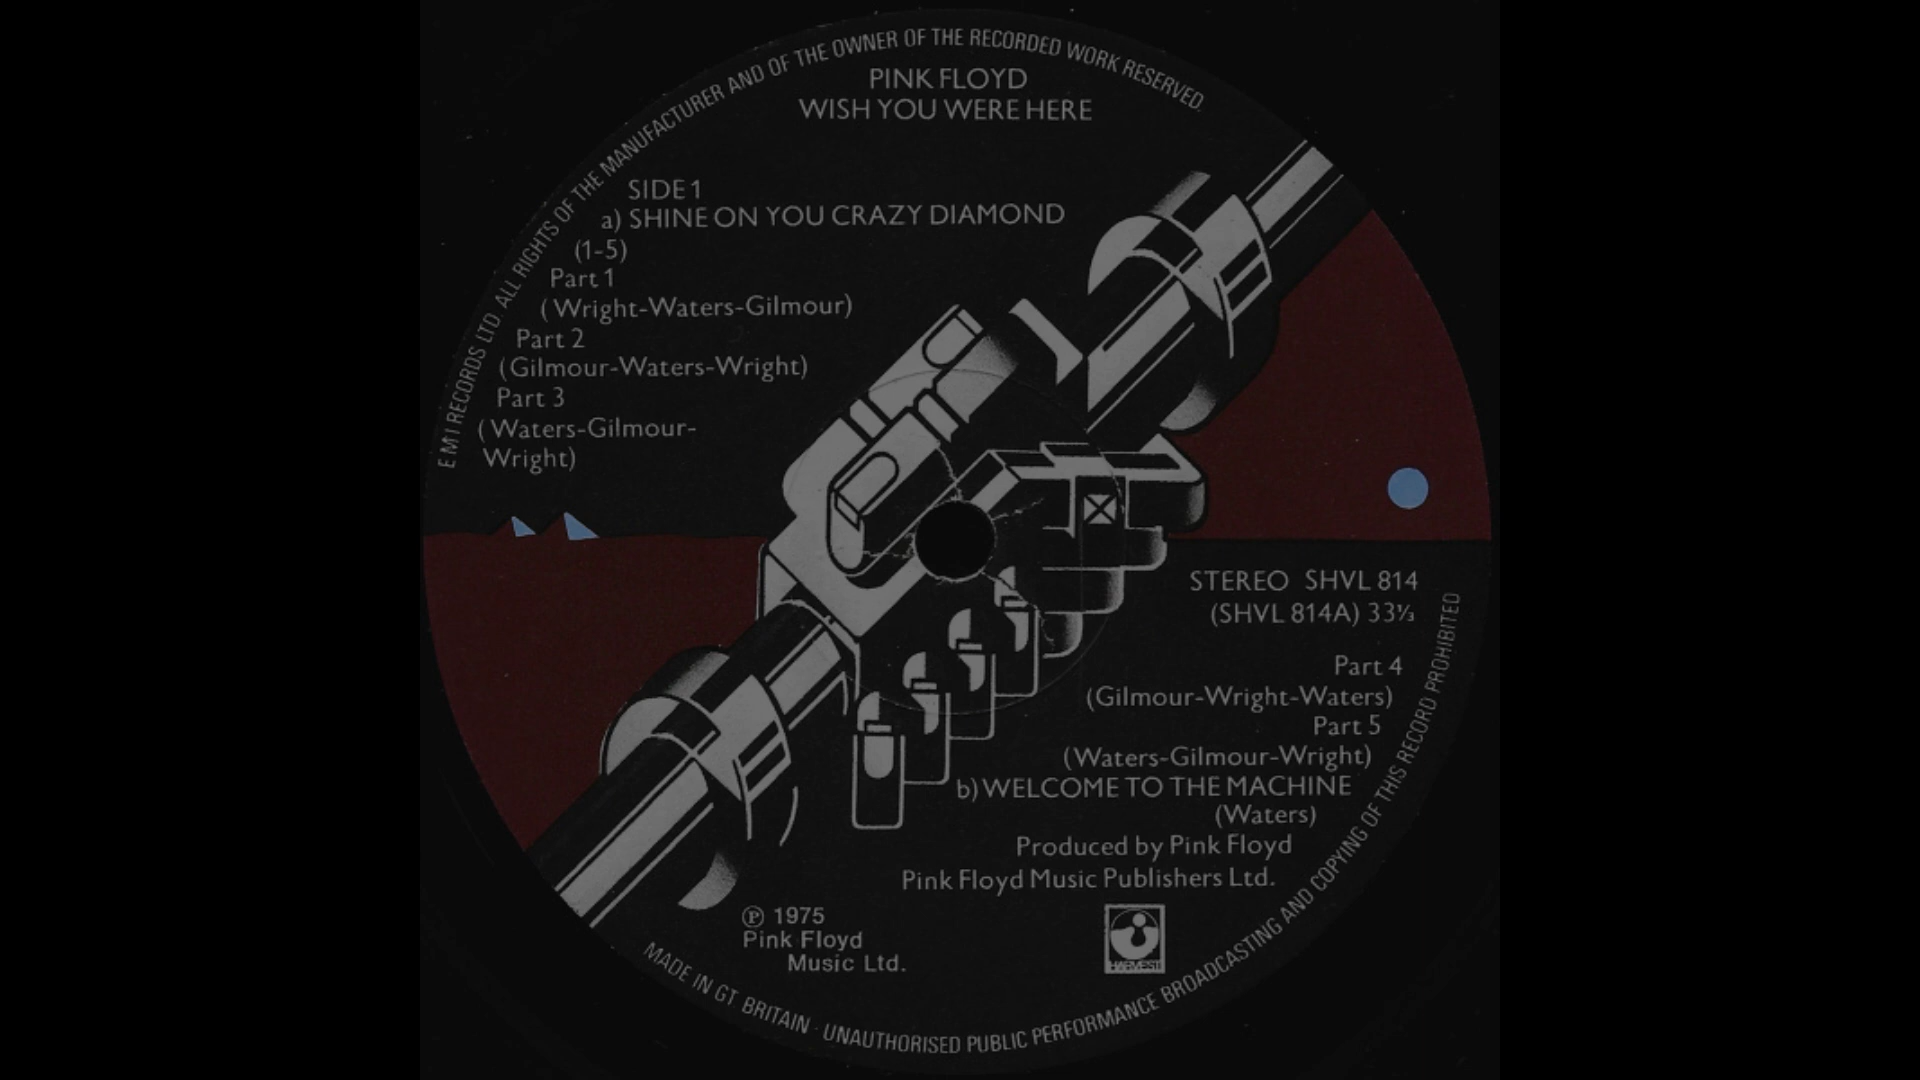 E M I RECORDS LTD. ALL RIGHTS OF THE MANUFACTURER AND OF THE OWNER OF THE RECORDED WORK RESERVED.
PINK FLOYD
WISH YOU WERE HERE
SIDE 1
a) SHINE ON YOU CRAZY DIAMOND
(1-5)
Part 1
(Wright-Waters-Gilmour)
Part 2
(Gilmour-Waters-Wright)
Part 3
(Waters-Gilmour-
Wright)
STEREO SHVL 814
(SHVL 814A) 33⅓
Part 4
(Gilmour-Wright-Waters)
Part 5
(Waters-Gilmour-Wright)
b) WELCOME TO THE MACHINE
(Waters)
Produced by Pink Floyd
Pink Floyd Music Publishers Ltd.
Ⓟ 1975
Pink Floyd
Music Ltd.
HARVEST
MADE IN GT BRITAIN · UNAUTHORISED PUBLIC PERFORMANCE BROADCASTING AND COPYING OF THIS RECORD PROHIBITED